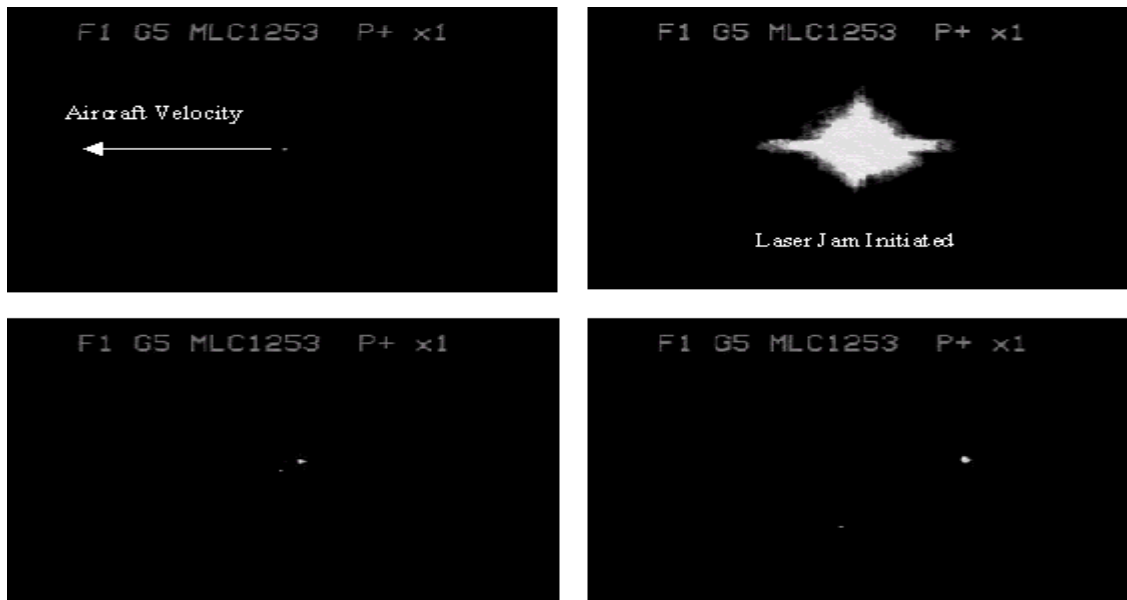 F1 G5 MLC1253 P+ x1
Aircraft Velocity
F1 G5 MLC1253 P+ x1
Laser Jam Initiated
F1 G5 MLC1253 P+ x1
F1 G5 MLC1253 P+ x1